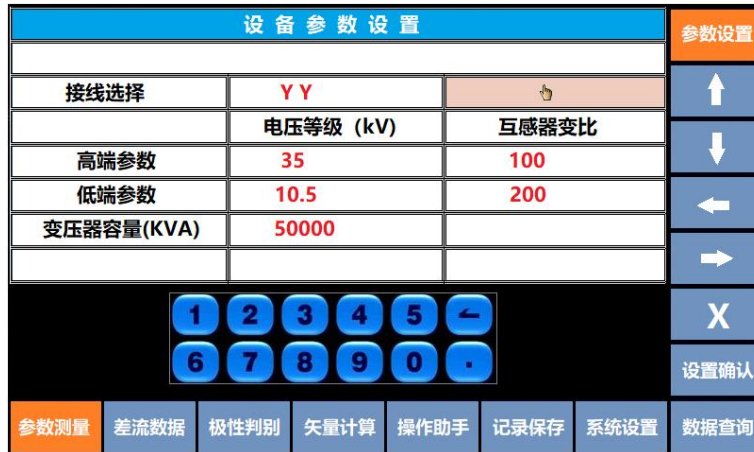 设备参数设置
参数设置
接线选择 Y Y
电压等级（kV） 互感器变比
高端参数 35 100
低端参数 10.5 200
变压器容量(KVA) 50000
1 2 3 4 5
X
6 7 8 9 0 .
设置确认
参数测量 差流数据 极性判别 矢量计算 操作助手 记录保存 系统设置 数据查询